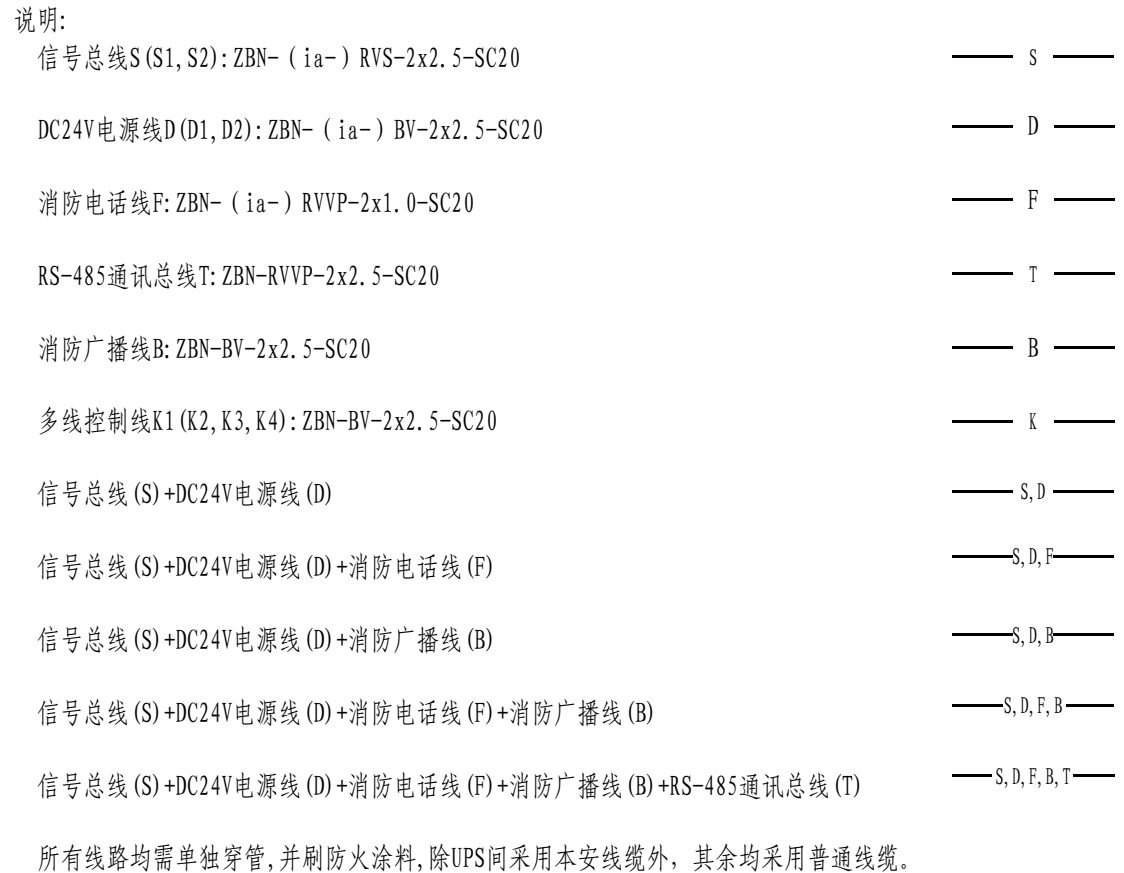 说明:
信号总线S(S1,S2):ZBN-(ia-)RVS-2x2.5-SC20 S
DC24V电源线D(D1,D2):ZBN-(ia-)BV-2x2.5-SC20 D
消防电话线F:ZBN-(ia-)RVVP-2x1.0-SC20 F
RS-485通讯总线T:ZBN-RVVP-2x2.5-SC20 T
消防广播线B:ZBN-BV-2x2.5-SC20 B
多线控制线K1(K2,K3,K4):ZBN-BV-2x2.5-SC20 K
信号总线(S)+DC24V电源线(D) S,D
信号总线(S)+DC24V电源线(D)+消防电话线(F) S,D,F
信号总线(S)+DC24V电源线(D)+消防广播线(B) S,D,B
信号总线(S)+DC24V电源线(D)+消防电话线(F)+消防广播线(B) S,D,F,B
信号总线(S)+DC24V电源线(D)+消防电话线(F)+消防广播线(B)+RS-485通讯总线(T) S,D,F,B,T
所有线路均需单独穿管,并刷防火涂料,除UPS间采用本安线缆外，其余均采用普通线缆。